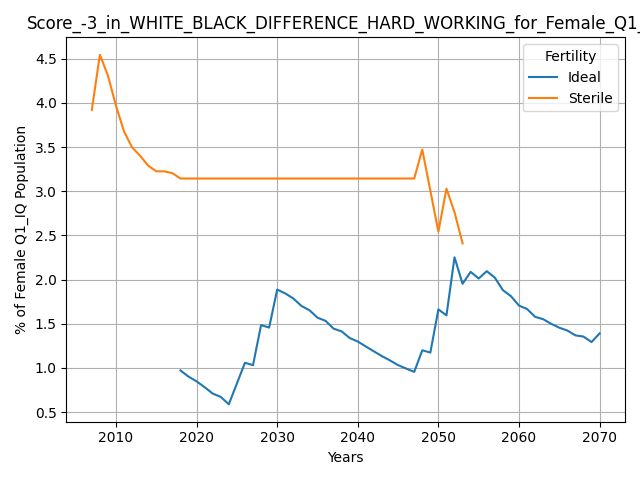 Score_-3_in_WHITE_BLACK_DIFFERENCE_HARD_WORKING_for_Female_Q1_
Fertility
Ideal
Sterile
% of Female Q1_IQ Population
4.5
4.0
3.5
3.0
2.5
2.0
1.5
1.0
0.5
2010 2020 2030 2040 2050 2060 2070
Years